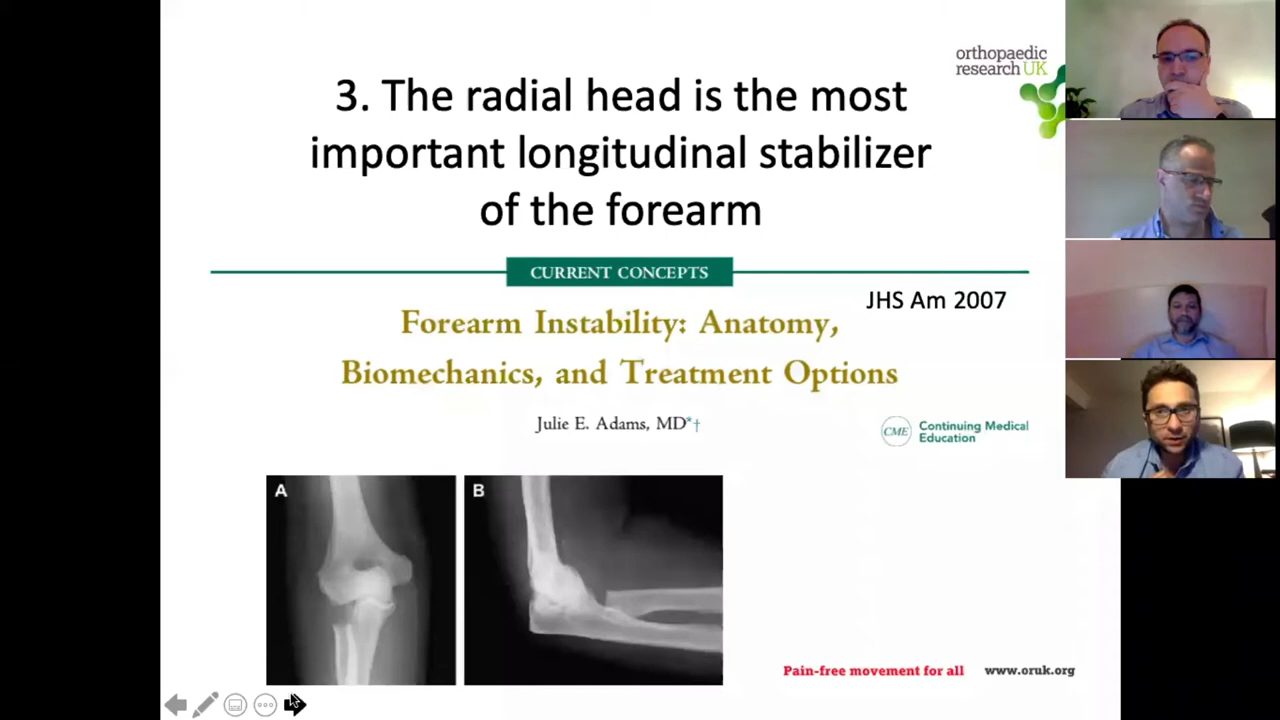 orthopaedic
research UK
3. The radial head is the most
important longitudinal stabilizer
of the forearm
CURRENT CONCEPTS
JHS Am 2007
Forearm Instability: Anatomy,
Biomechanics, and Treatment Options
Julie E. Adams, MD*†
CME
Continuing Medical
Education
A
B
Pain-free movement for all www.oruk.org